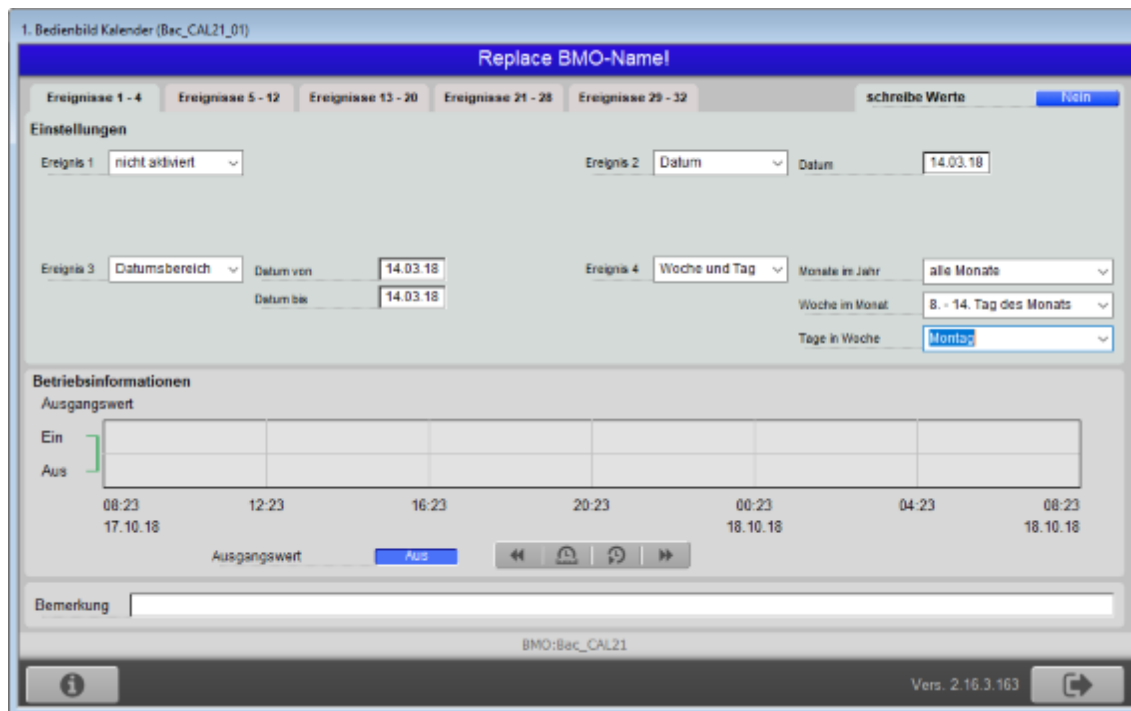 1. Bedienbild Kalender (Bac_CAL21_01)
Replace BMO-Name!
Ereignisse 1 - 4 Ereignisse 5 - 12 Ereignisse 13 - 20 Ereignisse 21 - 28 Ereignisse 29 - 32 schreibe Werte Nein
Einstellungen
Ereignis 1 nicht aktiviert Ereignis 2 Datum Datum 14.03.18
Ereignis 3 Datumsbereich Datum von 14.03.18 Ereignis 4 Woche und Tag Monate im Jahr alle Monate
Datum bis 14.03.18 Woche im Monat 8. - 14. Tag des Monats
Tage in Woche Montag
Betriebsinformationen
Ausgangswert
Ein
Aus
08:23 12:23 16:23 20:23 00:23 04:23 08:23
17.10.18 18.10.18 18.10.18
Ausgangswert Aus
Bemerkung
BMO:Bac_CAL21
Vers. 2.16.3.163